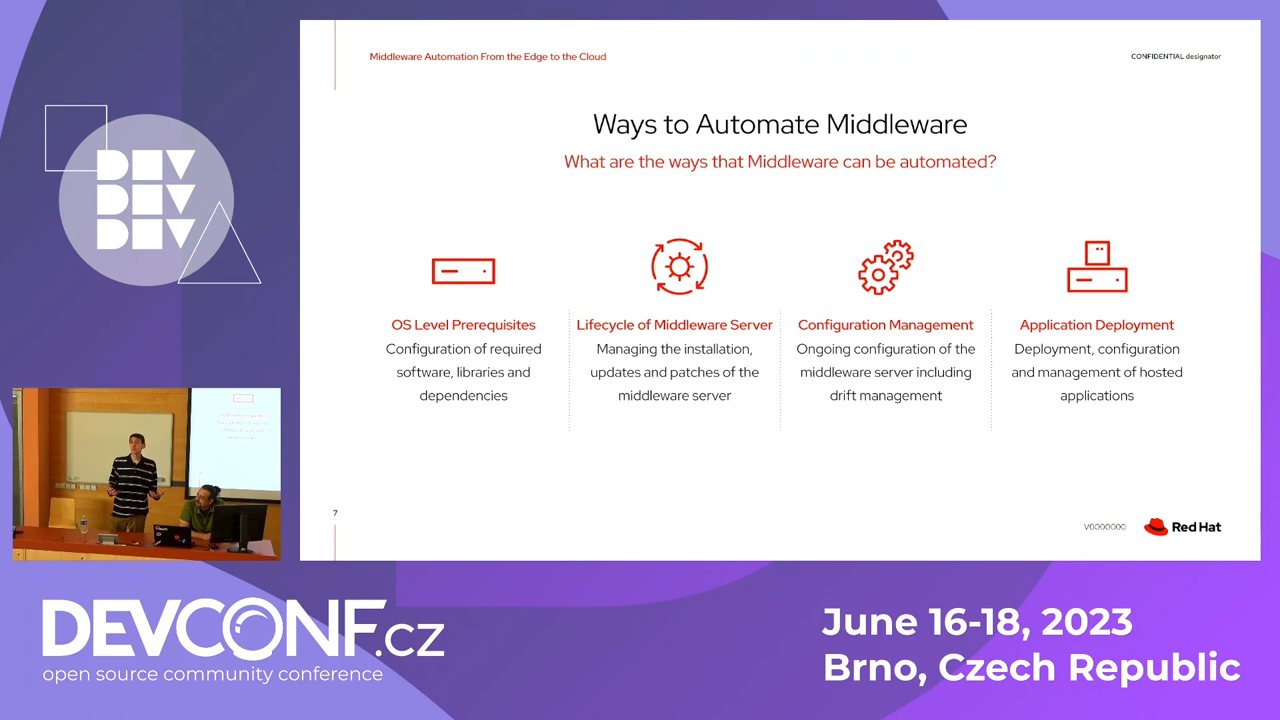 Middleware Automation From the Edge to the Cloud
CONFIDENTIAL designator
Ways to Automate Middleware
What are the ways that Middleware can be automated?
OS Level Prerequisites
Configuration of required
software, libraries and
dependencies
Lifecycle of Middleware Server
Managing the installation,
updates and patches of the
middleware server
Configuration Management
Ongoing configuration of the
middleware server including
drift management
Application Deployment
Deployment, configuration
and management of hosted
applications
7
V0000000
Red Hat
DEV
DEV
DEV
DEVCONF.cz
open source community conference
June 16-18, 2023
Brno, Czech Republic